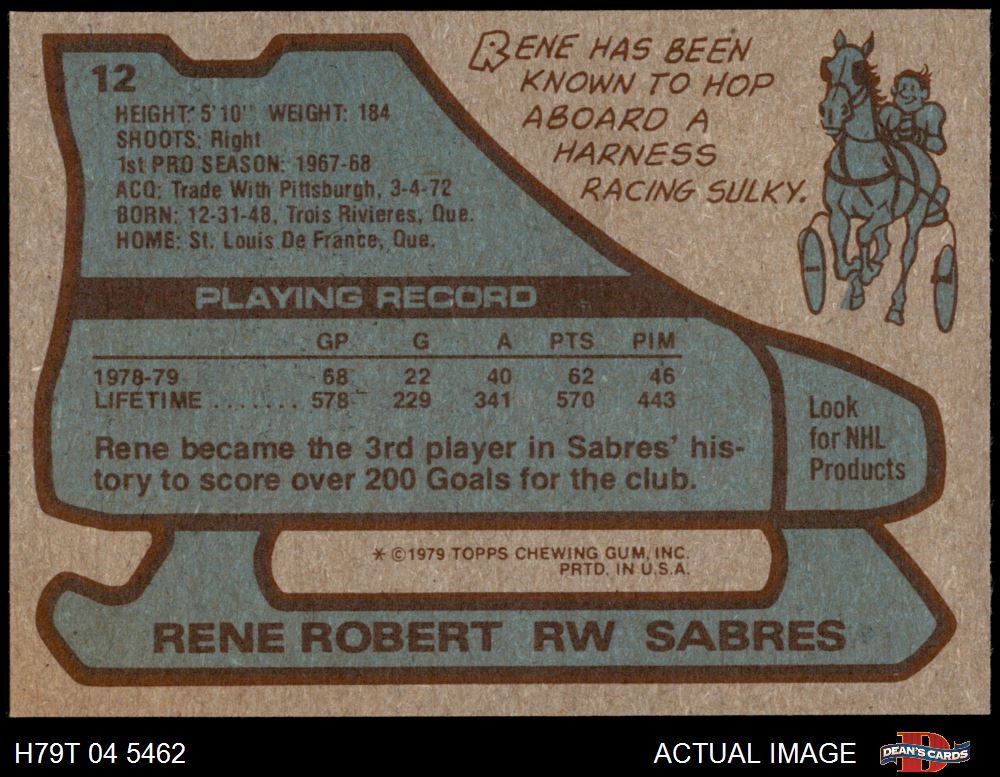 12
HEIGHT: 5'10" WEIGHT: 184
SHOOTS: Right
1st PRO SEASON: 1967-68
ACQ: Trade With Pittsburgh, 3-4-72
BORN: 12-31-48, Trois Rivieres, Que.
HOME: St. Louis De France, Que.
RENE HAS BEEN
KNOWN TO HOP
ABOARD A
HARNESS
RACING SULKY.
PLAYING RECORD
GP G A PTS PIM
1978-79 68 22 40 62 46
LIFETIME ........ 578 229 341 570 443
Rene became the 3rd player in Sabres' his-
tory to score over 200 Goals for the club.
Look
for NHL
Products
* ©1979 TOPPS CHEWING GUM, INC.
PRTD. IN U.S.A.
RENE ROBERT RW SABRES
H79T 04 5462
ACTUAL IMAGE
D
DEAN'S CARDS